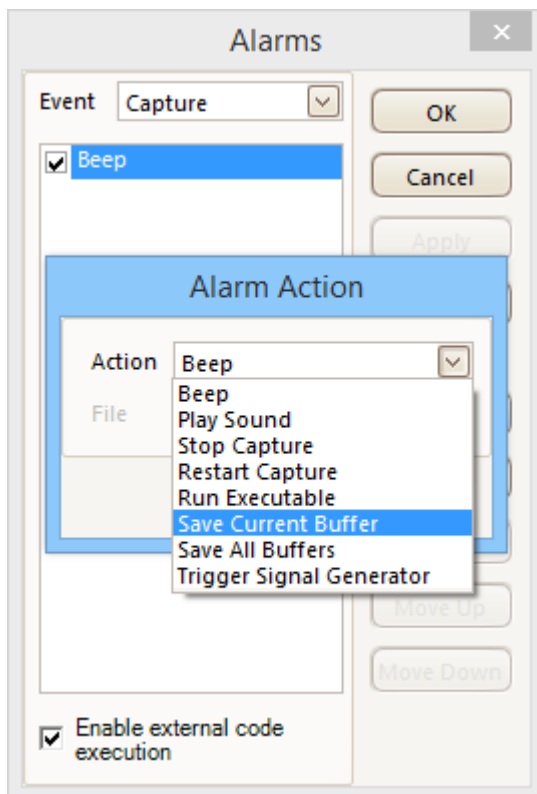 Alarms
Event Capture
OK
Beep
Cancel
Apply
Alarm Action
Action Beep
File
Beep
Play Sound
Stop Capture
Restart Capture
Run Executable
Save Current Buffer
Save All Buffers
Trigger Signal Generator
Move Up
Move Down
Enable external code
execution